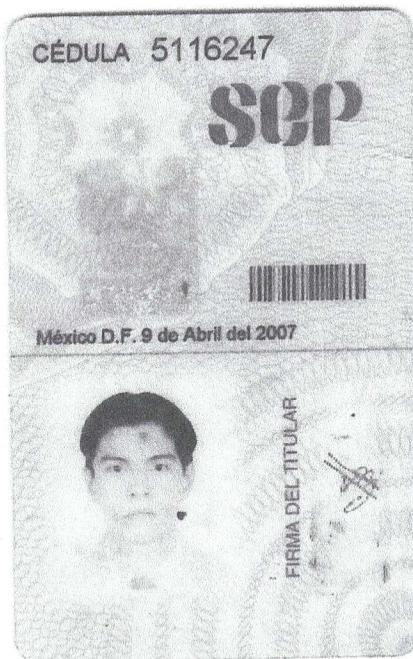 CÉDULA 5116247
SEP
México D.F. 9 de Abril del 2007
FIRMA DEL TITULAR